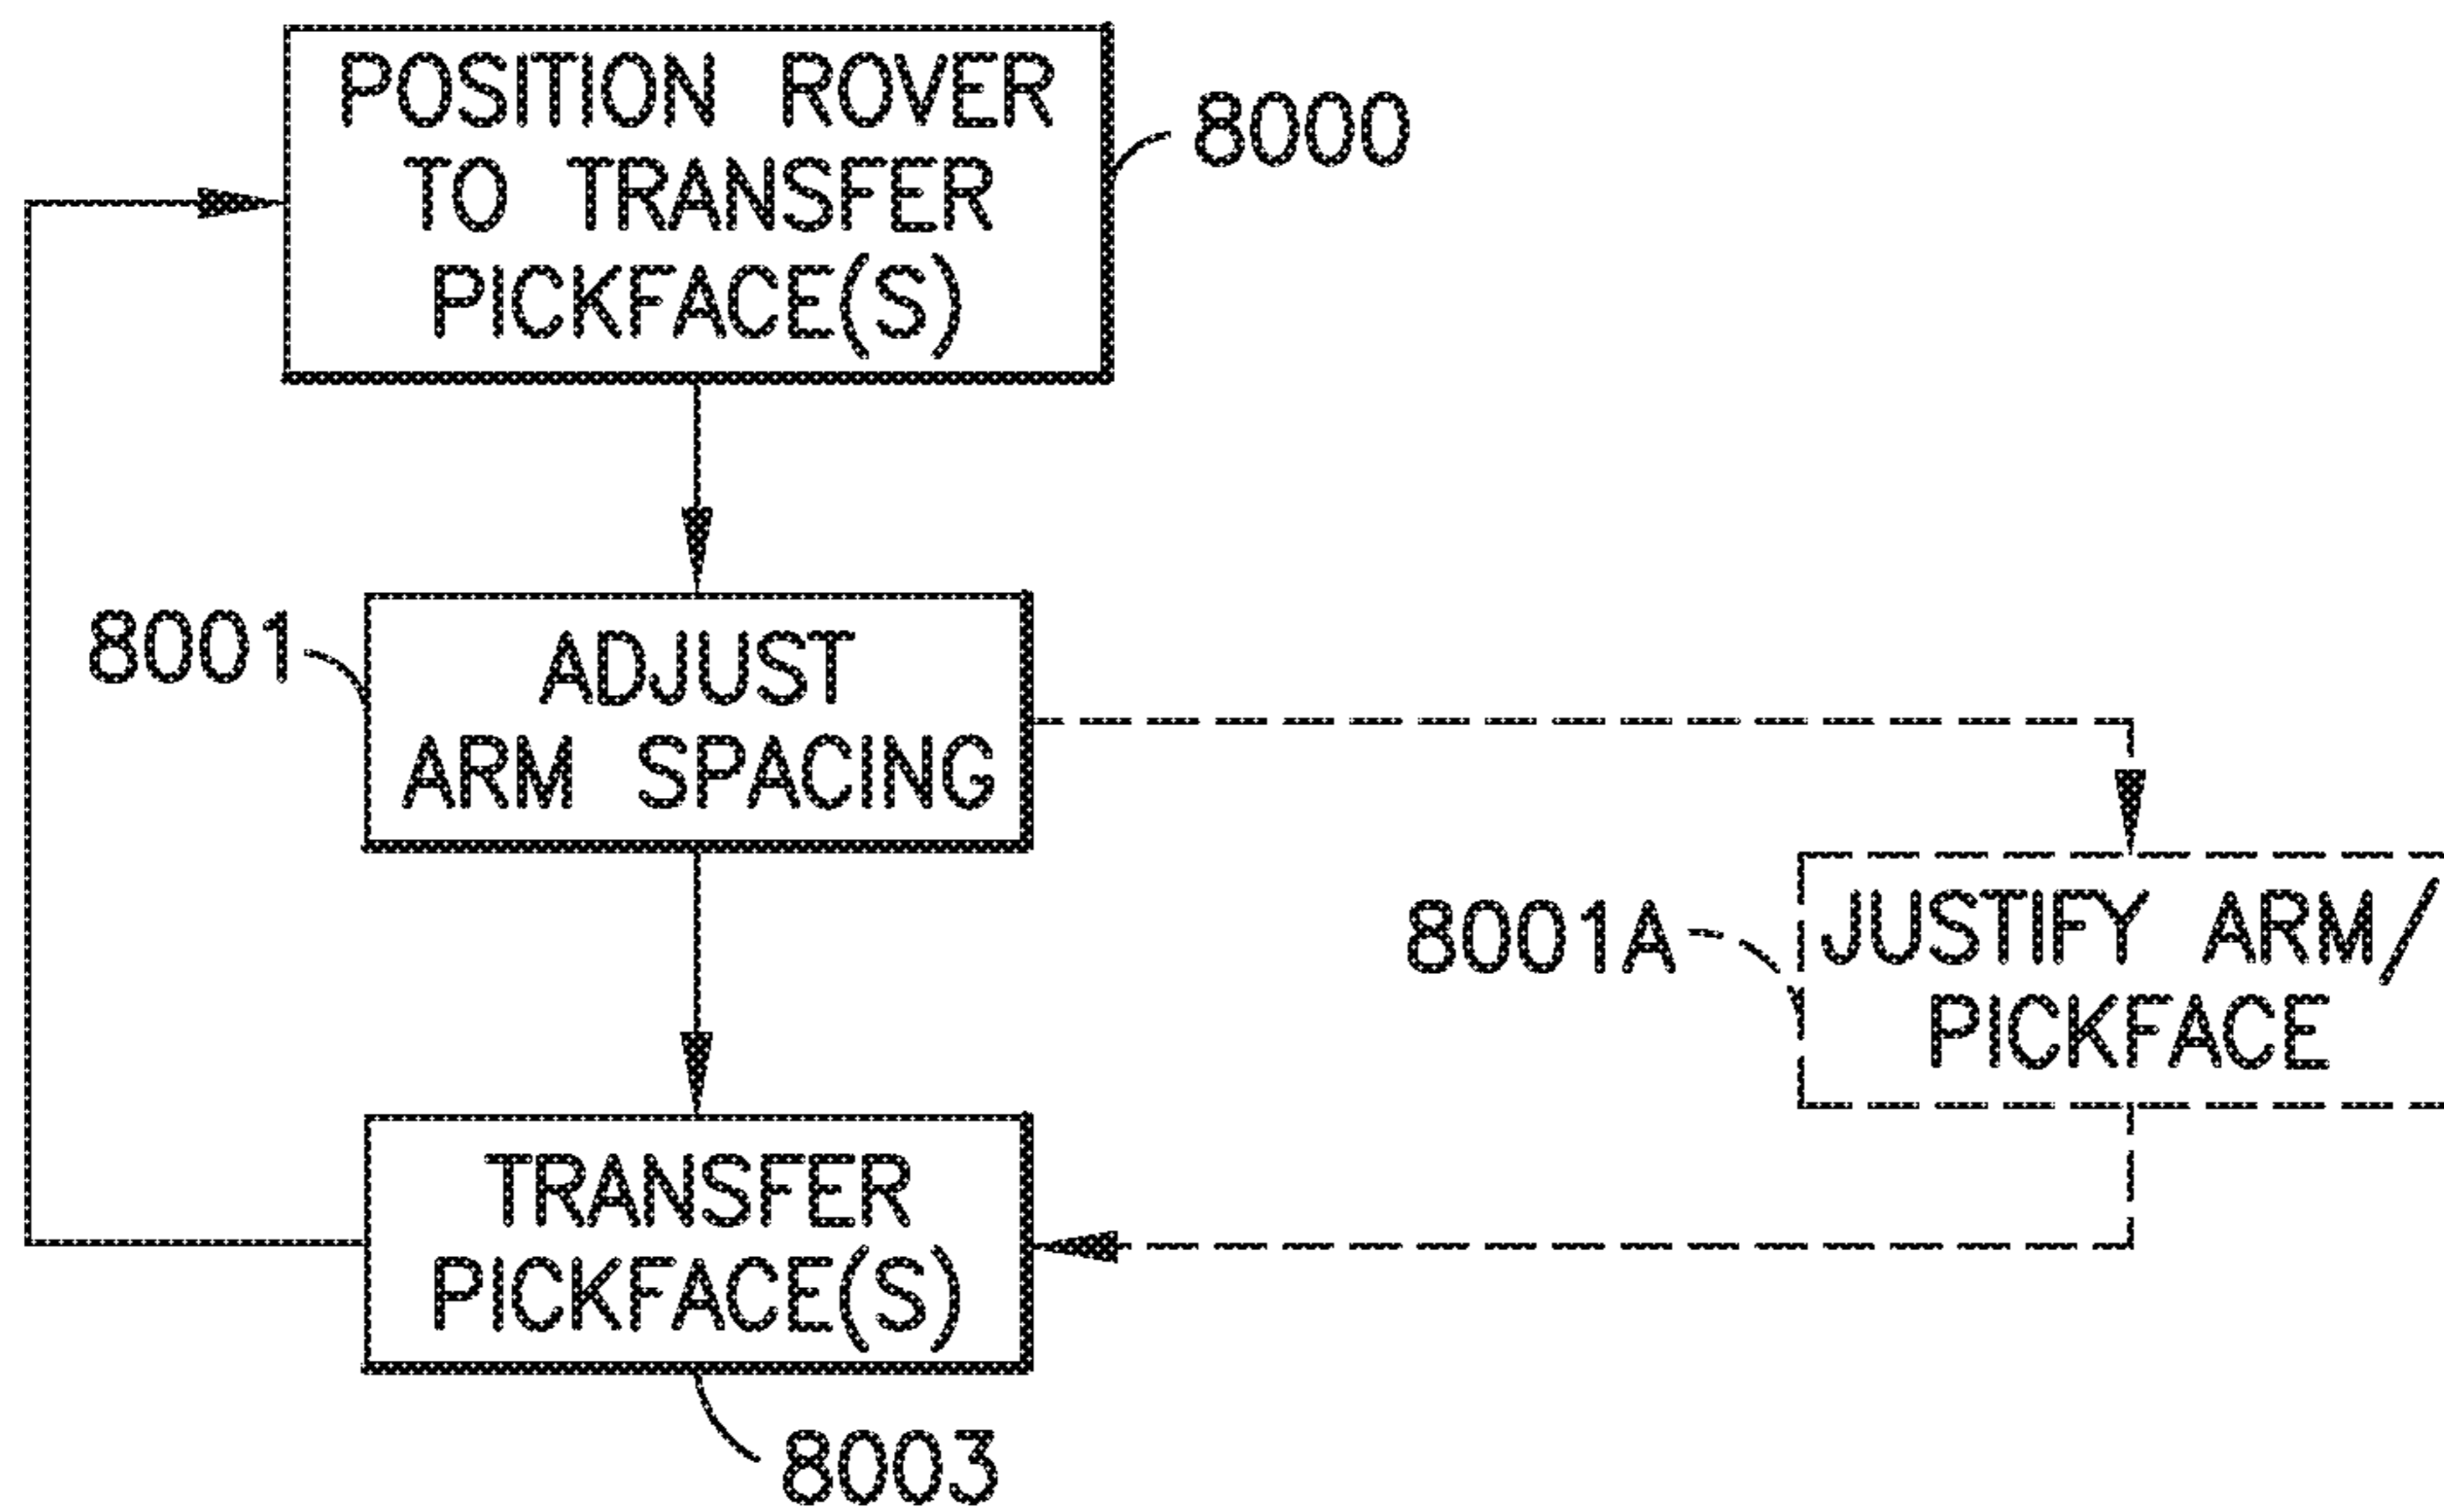 POSITION ROVER
TO TRANSFER
PICKFACE(S)
8000
8001
ADJUST
ARM SPACING
8001A
JUSTIFY ARM/
PICKFACE
TRANSFER
PICKFACE(S)
8003